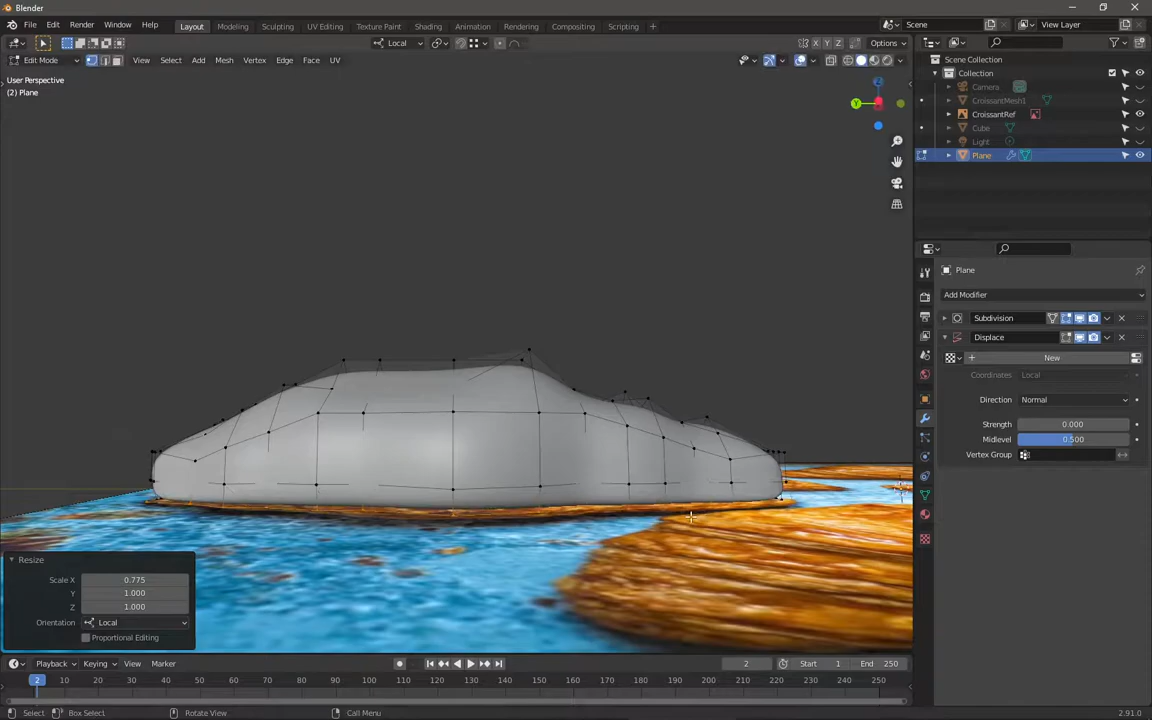 Blender
File Edit Render Window Help Layout Modeling Sculpting UV Editing Texture Paint Shading Animation Rendering Compositing Scripting + Scene View Layer
Local X Y Z Options
Edit Mode View Select Add Mesh Vertex Edge Face UV
User Perspective
(2) Plane
Z
Y
Scene Collection
Collection
Camera
CroissantMesh1
CroissantRef
Cube
Light
Plane
Plane
Add Modifier
Subdivision
Displace
New
Coordinates Local
Direction Normal
Strength 0.000
Midlevel 0.500
Vertex Group
Resize
Scale X 0.775
Y 1.000
Z 1.000
Orientation Local
Proportional Editing
Playback Keying View Marker 2 Start 1 End 250
2 10 20 30 40 50 60 70 80 90 100 110 120 130 140 150 160 170 180 190 200 210 220 230 240 250
Select Box Select Rotate View Call Menu 2.91.0